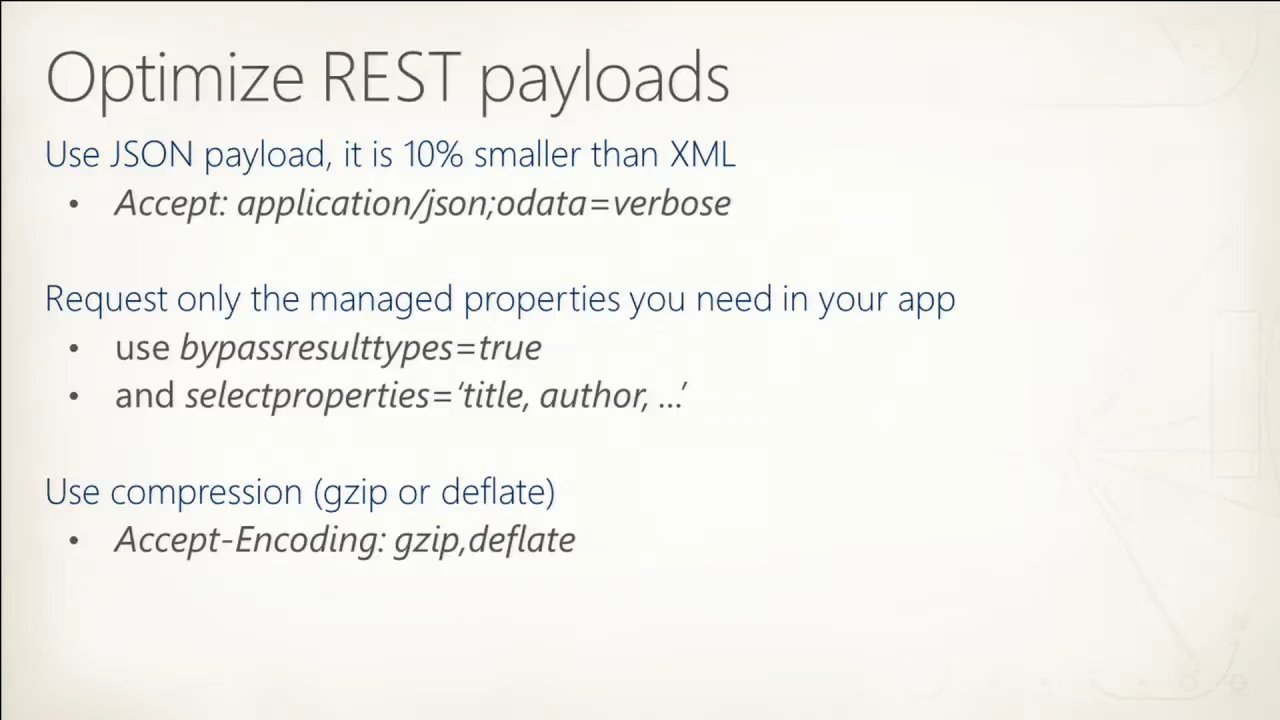 Optimize REST payloads
Use JSON payload, it is 10% smaller than XML
• Accept: application/json;odata=verbose
Request only the managed properties you need in your app
• use bypassresulttypes=true
• and selectproperties=‘title, author, …’
Use compression (gzip or deflate)
• Accept-Encoding: gzip,deflate